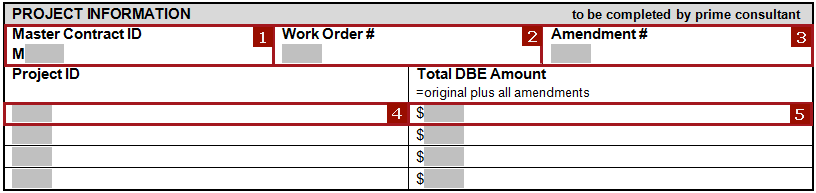 PROJECT INFORMATION to be completed by prime consultant
Master Contract ID 1 Work Order # 2 Amendment # 3
M
Project ID Total DBE Amount
=original plus all amendments
4 $ 5
$
$
$